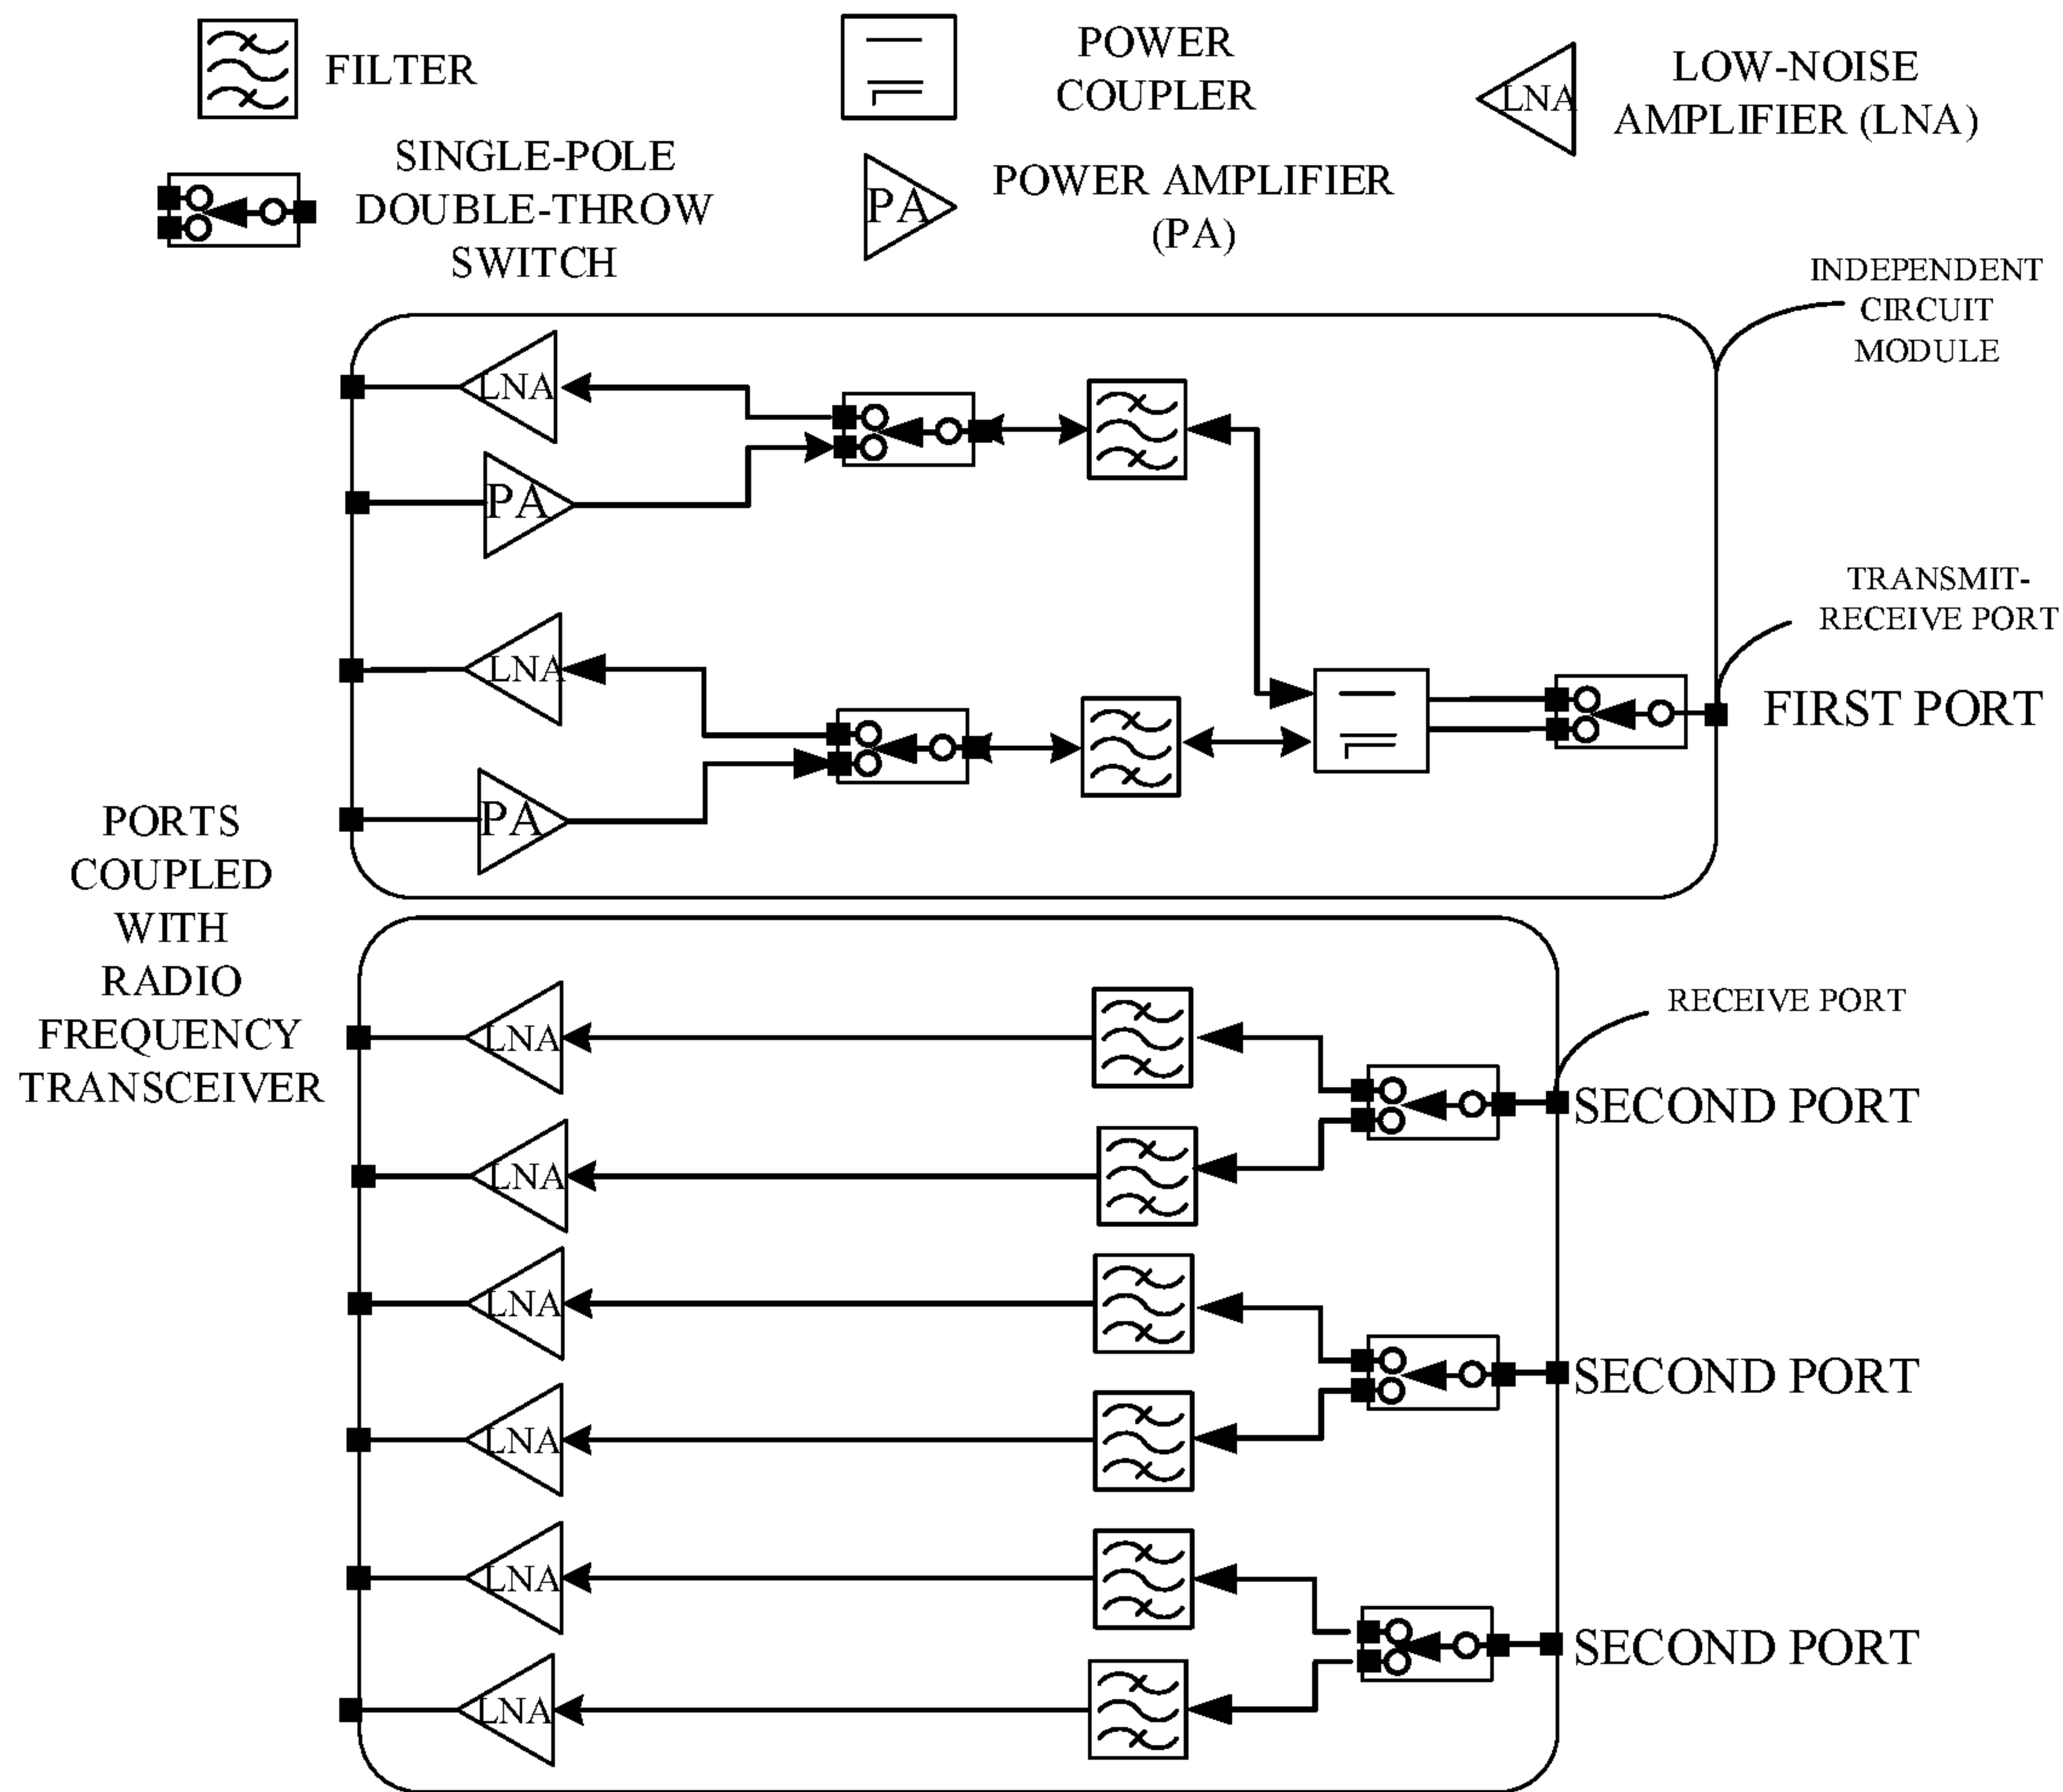 FILTER
POWER
COUPLER
LNA
LOW-NOISE
AMPLIFIER (LNA)
SINGLE-POLE
DOUBLE-THROW
SWITCH
PA
POWER AMPLIFIER
(PA)
INDEPENDENT
CIRCUIT
MODULE
LNA
PA
TRANSMIT-
RECEIVE PORT
LNA
FIRST PORT
PA
PORTS
COUPLED
WITH
RADIO
FREQUENCY
TRANSCEIVER
RECEIVE PORT
LNA
SECOND PORT
LNA
LNA
SECOND PORT
LNA
LNA
SECOND PORT
LNA